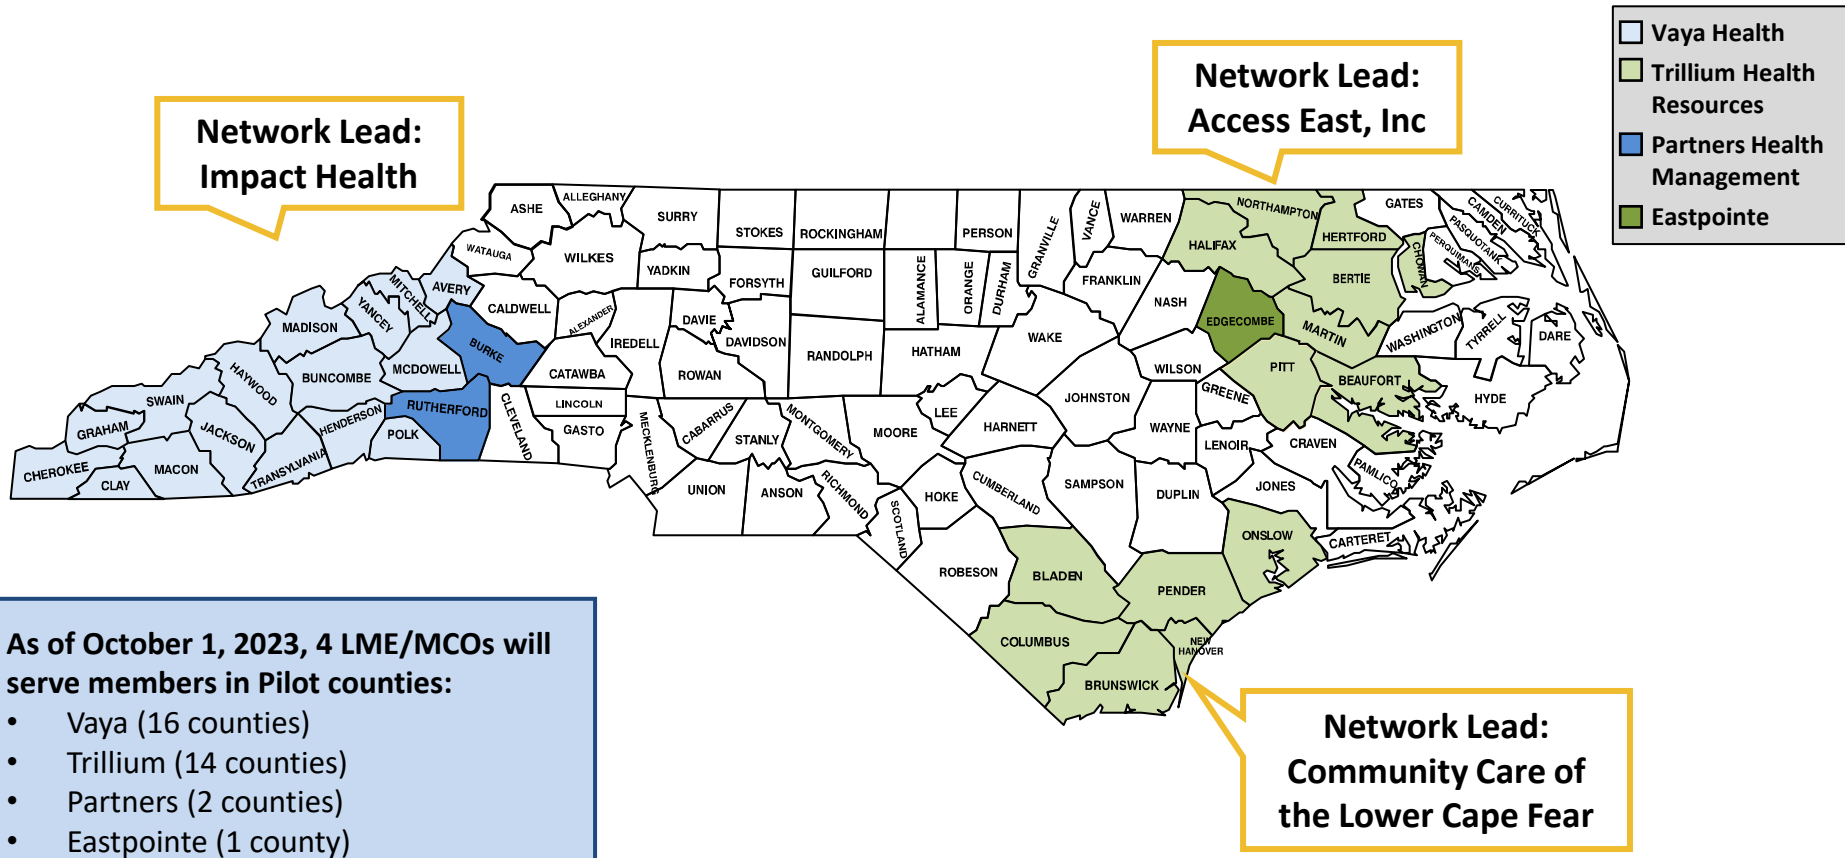 Vaya Health
Trillium Health
Resources
Partners Health
Management
Eastpointe
Network Lead:
Impact Health
Network Lead:
Access East, Inc
ASHE
ALLEGHANY
SURRY
STOKES
ROCKINGHAM
PERSON
GRANVILLE
VANCE
WARREN
NORTHAMPTON
GATES
CAMDEN
CURRITUCK
PASQUOTANK
PERQUIMANS
HERTFORD
HALIFAX
CHOWAN
BERTIE
WATAUGA
WILKES
YADKIN
FORSYTH
GUILFORD
ALAMANCE
ORANGE
DURHAM
FRANKLIN
NASH
EDGECOMBE
MARTIN
WASHINGTON
TYRRELL
DARE
MITCHELL
AVERY
CALDWELL
ALEXANDER
IREDELL
DAVIE
DAVIDSON
RANDOLPH
HATHAM
WAKE
WILSON
PITT
BEAUFORT
HYDE
MADISON
YANCEY
BURKE
MCDOWELL
BUNCOMBE
HAYWOOD
CATAWBA
ROWAN
LINCOLN
GASTO
CLEVELAND
RUTHERFORD
MECKLENBURG
CABARRUS
STANLY
MONTGOMERY
MOORE
LEE
HARNETT
JOHNSTON
WAYNE
GREENE
LENOIR
CRAVEN
PAMLICO
SWAIN
GRAHAM
JACKSON
HENDERSON
POLK
TRANSYLVANIA
CHEROKEE
CLAY
MACON
UNION
ANSON
RICHMOND
SCOTLAND
HOKE
CUMBERLAND
SAMPSON
DUPLIN
JONES
CARTERET
ONSLOW
ROBESON
BLADEN
PENDER
COLUMBUS
NEW
HANOVER
BRUNSWICK
As of October 1, 2023, 4 LME/MCOs will
serve members in Pilot counties:
• Vaya (16 counties)
• Trillium (14 counties)
• Partners (2 counties)
• Eastpointe (1 county)
Network Lead:
Community Care of
the Lower Cape Fear